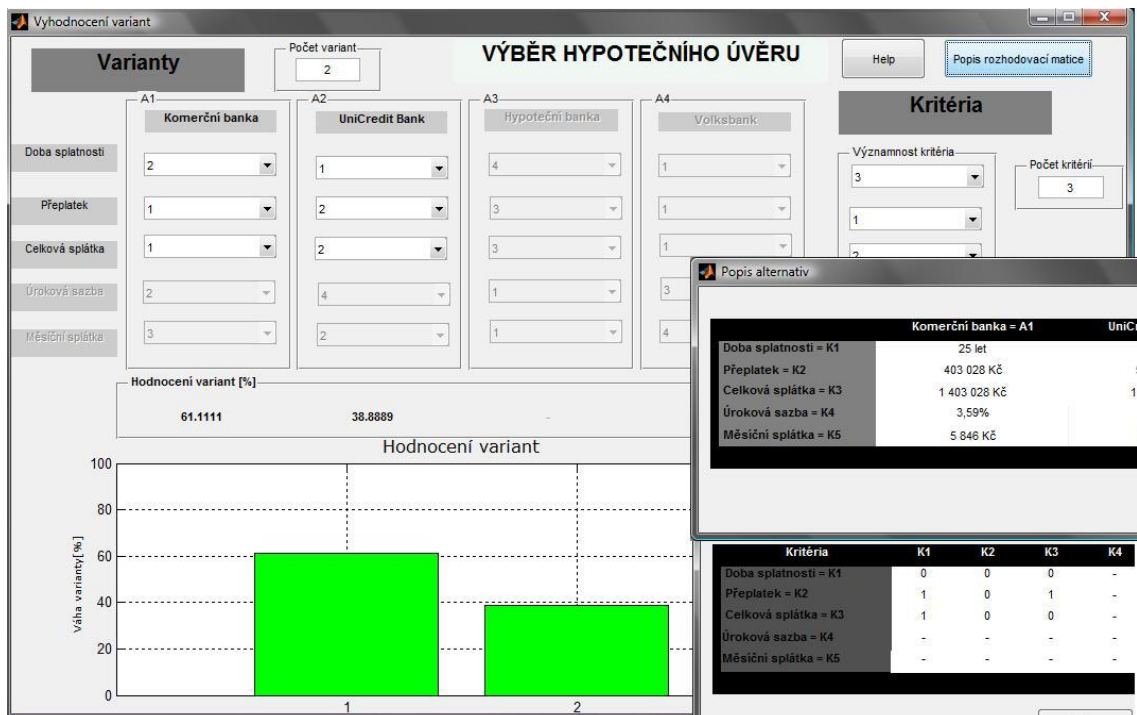 Vyhodnocení variant
Varianty
Počet variant
2
VÝBĚR HYPOTEČNÍHO ÚVĚRU
Help
Popis rozhodovací matice
A1
A2
A3
A4
Komerční banka
UniCredit Bank
Hypoteční banka
Volksbank
Kritéria
Významnost kritéria
Počet kritérií
3
Doba splatnosti
2
1
4
1
3
Přeplatek
1
2
3
1
1
Celková splátka
1
2
3
1
2
Úroková sazba
2
4
1
3
Měsíční splátka
3
2
1
4
Hodnocení variant [%]
61.1111
38.8889
-
Popis alternativ
Komerční banka = A1
Doba splatnosti = K1
25 let
Přeplatek = K2
403 028 Kč
Celková splátka = K3
1 403 028 Kč
1
Úroková sazba = K4
3,59%
Měsíční splátka = K5
5 846 Kč
Hodnocení variant
Váha varianty[%]
100
80
60
40
20
0
1
2
Kritéria K1 K2 K3 K4
Doba splatnosti = K1 0 0 0 -
Přeplatek = K2 1 0 1 -
Celková splátka = K3 1 0 0 -
Úroková sazba = K4 - - - -
Měsíční splátka = K5 - - - -